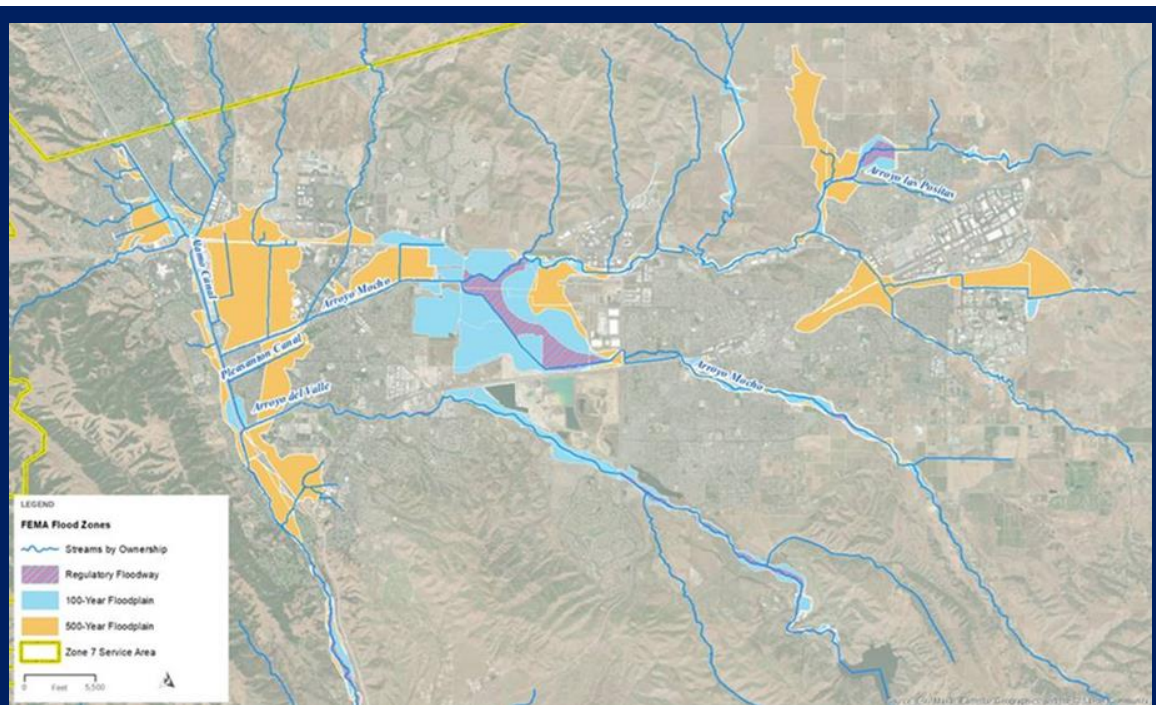 Arroyo las Positas
Alamo Canal
Arroyo Mocho
Pleasanton Canal
Arroyo Mocho
Arroyo del Valle
LEGEND
FEMA Flood Zones
Streams by Ownership
Regulatory Floodway
100-Year Floodplain
500-Year Floodplain
Zone 7 Service Area
0 Feet 5,500